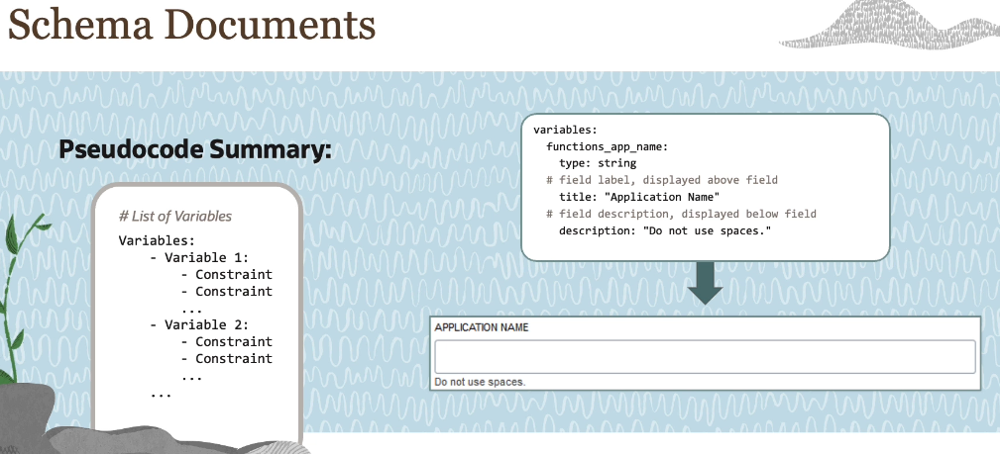 Schema Documents
Pseudocode Summary:
# List of Variables
Variables:
- Variable 1:
- Constraint
- Constraint
...
- Variable 2:
- Constraint
- Constraint
...
...
variables:
functions_app_name:
type: string
# field label, displayed above field
title: "Application Name"
# field description, displayed below field
description: "Do not use spaces."
APPLICATION NAME
Do not use spaces.